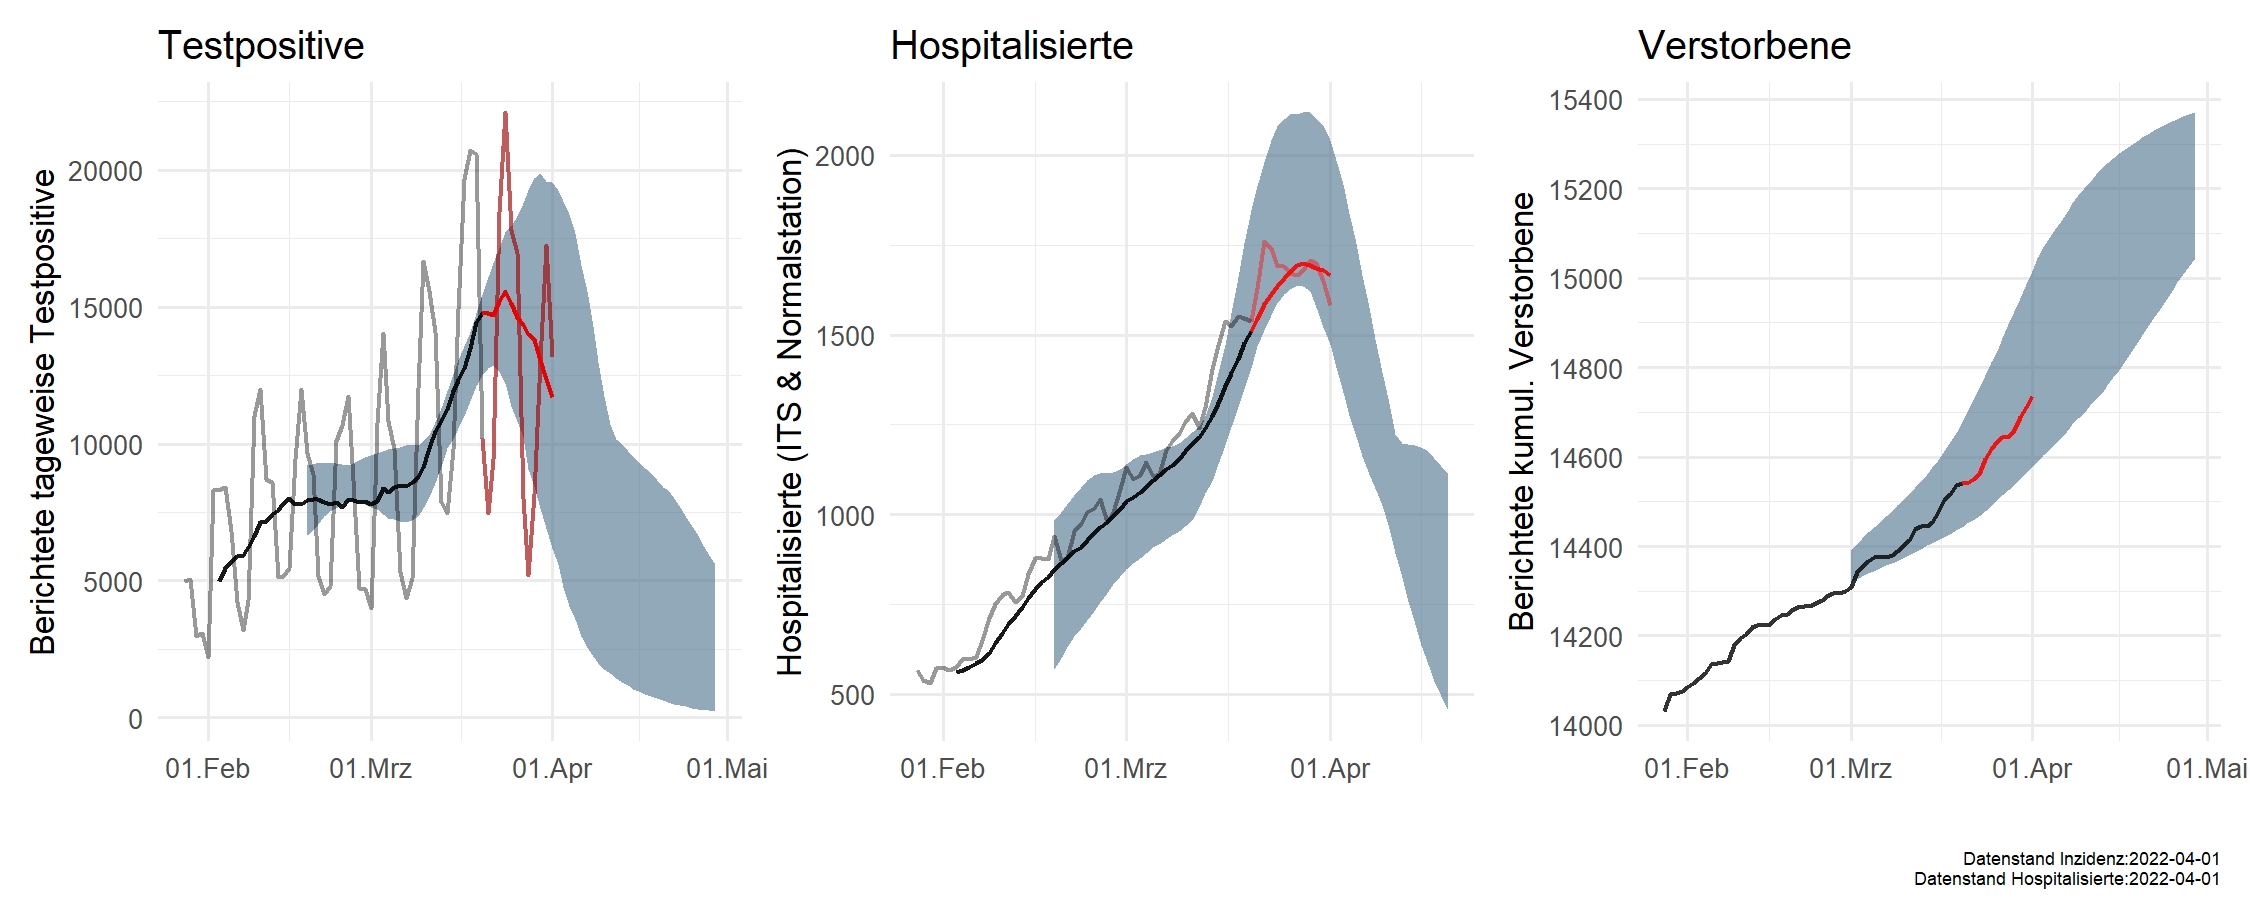 Testpositive
Hospitalisierte
Verstorbene
Berichtete tageweise Testpositive
20000
15000
10000
5000
0
01.Feb
01.Mrz
01.Apr
01.Mai
Hospitalisierte (ITS & Normalstation)
2000
1500
1000
500
01.Feb
01.Mrz
01.Apr
Berichtete kumul. Verstorbene
15400
15200
15000
14800
14600
14400
14200
14000
01.Feb
01.Mrz
01.Apr
01.Mai
Datenstand Inzidenz:2022-04-01
Datenstand Hospitalisierte:2022-04-01